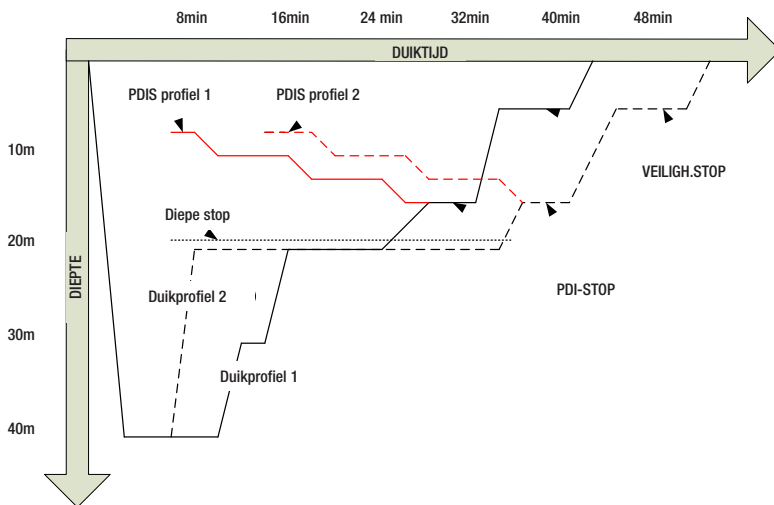 8min 16min 24 min 32min 40min 48min
DUIKTIJD
PDIS profiel 1 PDIS profiel 2
10m
VEILIGH.STOP
Diepe stop
20m
DIEPTE
Duikprofiel 2
PDI-STOP
30m
Duikprofiel 1
40m